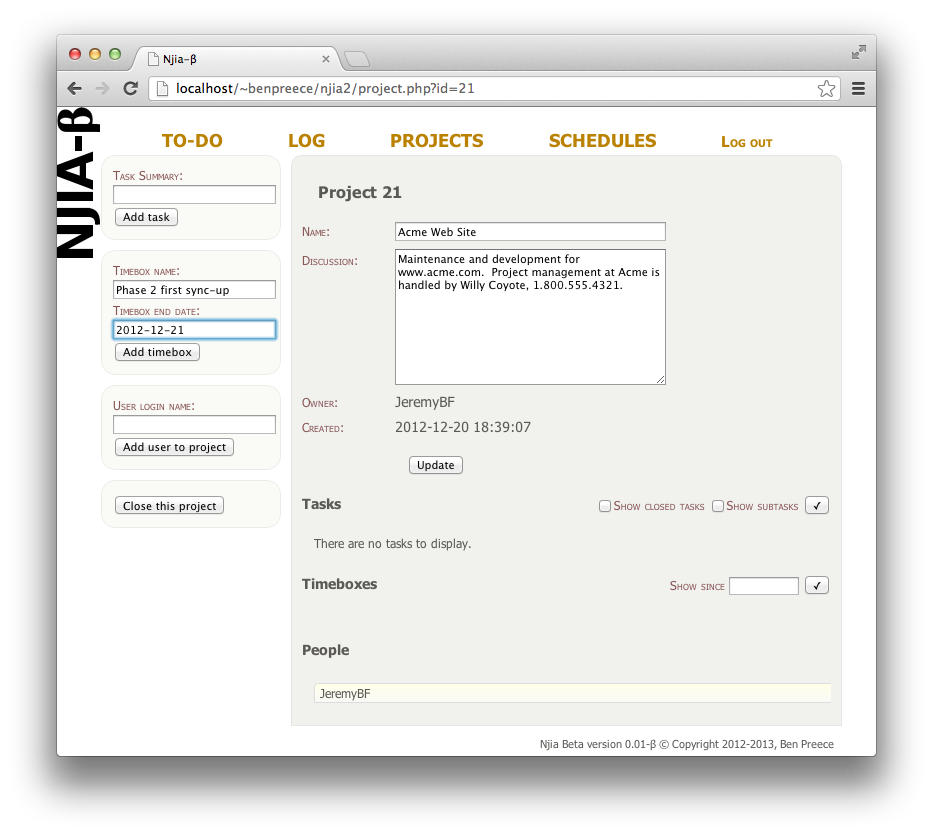 Njia-β
localhost/~benpreece/njia2/project.php?id=21
NJIA-β
TO-DO LOG PROJECTS SCHEDULES LOG OUT
TASK SUMMARY:
Add task
TIMEBOX NAME:
Phase 2 first sync-up
TIMEBOX END DATE:
2012-12-21
Add timebox
USER LOGIN NAME:
Add user to project
Close this project
Project 21
NAME: Acme Web Site
DISCUSSION: Maintenance and development for
www.acme.com. Project management at Acme is
handled by Willy Coyote, 1.800.555.4321.
OWNER: JeremyBF
CREATED: 2012-12-20 18:39:07
Update
Tasks SHOW CLOSED TASKS SHOW SUBTASKS ✓
There are no tasks to display.
Timeboxes SHOW SINCE ✓
People
JeremyBF
Njia Beta version 0.01-β © Copyright 2012-2013, Ben Preece